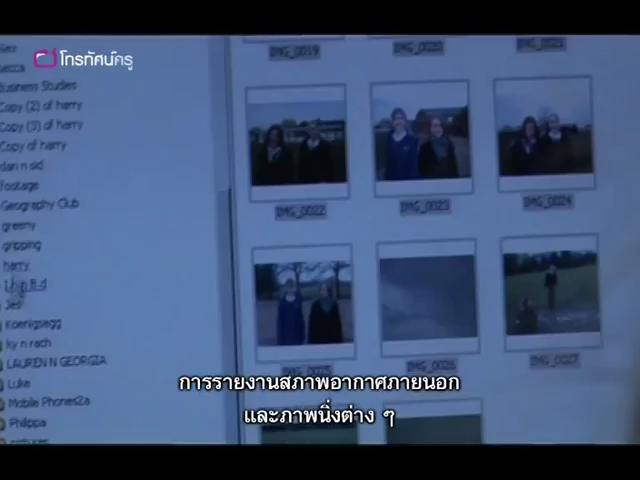 โทรทัศน์ครู
Business Studies
Copy (2) of harry
Copy (3) of harry
Copy of harry
dan n sid
footage
Geography Club
greeny
gripping
harry
Jes
Koenigsegg
ky n rach
LAUREN N GEORGIA
Luke
Mobile Phones2a
Philippa
pictures
IMG_0019
IMG_0020
IMG_0021
IMG_0022
IMG_0023
IMG_0024
IMG_0025
IMG_0026
IMG_0027
การรายงานสภาพอากาศภายนอก
และภาพนิ่งต่าง ๆ